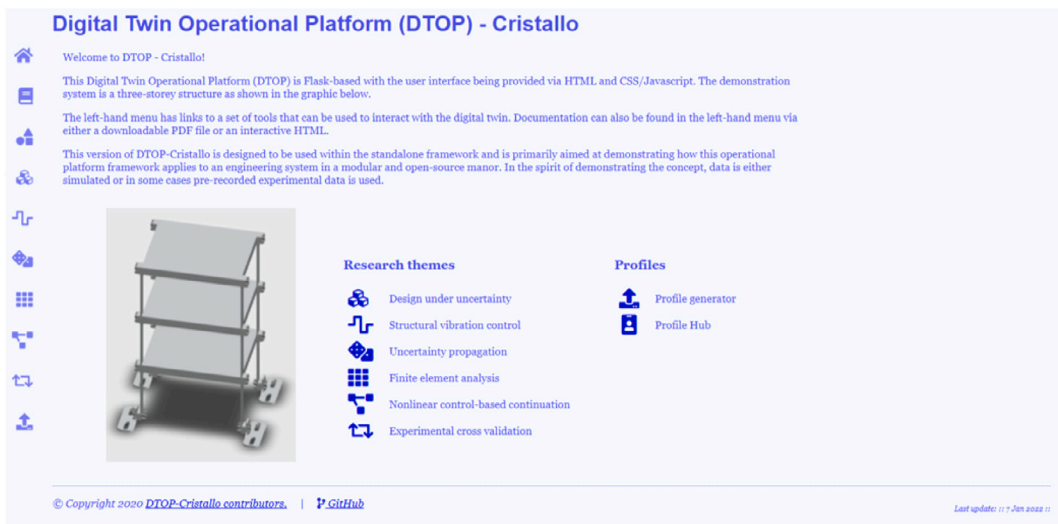 Digital Twin Operational Platform (DTOP) - Cristallo
Welcome to DTOP - Cristallo!
This Digital Twin Operational Platform (DTOP) is Flask-based with the user interface being provided via HTML and CSS/Javascript. The demonstration
system is a three-storey structure as shown in the graphic below.
The left-hand menu has links to a set of tools that can be used to interact with the digital twin. Documentation can also be found in the left-hand menu via
either a downloadable PDF file or an interactive HTML.
This version of DTOP-Cristallo is designed to be used within the standalone framework and is primarily aimed at demonstrating how this operational
platform framework applies to an engineering system in a modular and open-source manor. In the spirit of demonstrating the concept, data is either
simulated or in some cases pre-recorded experimental data is used.
Research themes
Design under uncertainty
Structural vibration control
Uncertainty propagation
Finite element analysis
Nonlinear control-based continuation
Experimental cross validation
Profiles
Profile generator
Profile Hub
© Copyright 2020 DTOP-Cristallo contributors. | GitHub
Last update: :: 7 Jan 2022 ::